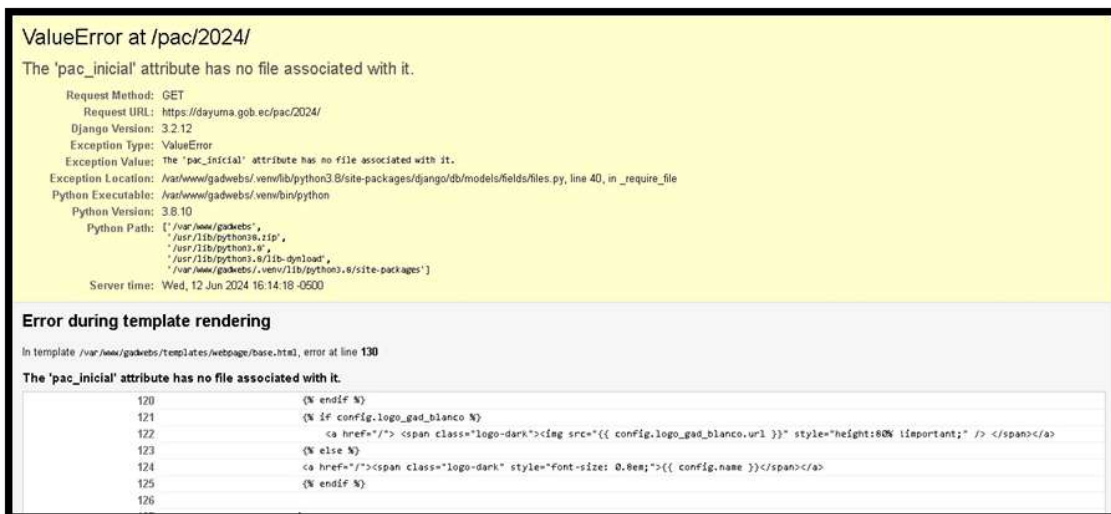 ValueError at /pac/2024/
The 'pac_inicial' attribute has no file associated with it.
Request Method: GET
Request URL: https://dayuma.gob.ec/pac/2024/
Django Version: 3.2.12
Exception Type: ValueError
Exception Value: The 'pac_inicial' attribute has no file associated with it.
Exception Location: /var/www/gadwebs/.venv/lib/python3.8/site-packages/django/db/models/fields/files.py, line 40, in _require_file
Python Executable: /var/www/gadwebs/.venv/bin/python
Python Version: 3.8.10
Python Path: ['/var/www/gadwebs',
'/usr/lib/python38.zip',
'/usr/lib/python3.8',
'/usr/lib/python3.8/lib-dynload',
'/var/www/gadwebs/.venv/lib/python3.8/site-packages']
Server time: Wed, 12 Jun 2024 16:14:18 -0500
Error during template rendering
In template /var/www/gadwebs/templates/webpage/base.html, error at line 130
The 'pac_inicial' attribute has no file associated with it.
120 {% endif %}
121 {% if config.logo_gad_blanco %}
122 <a href="/"> <span class="logo-dark"><img src="{{ config.logo_gad_blanco.url }}" style="height:80% !important;" /> </span></a>
123 {% else %}
124 <a href="/"><span class="logo-dark" style="font-size: 0.8em;">{{ config.name }}</span></a>
125 {% endif %}
126